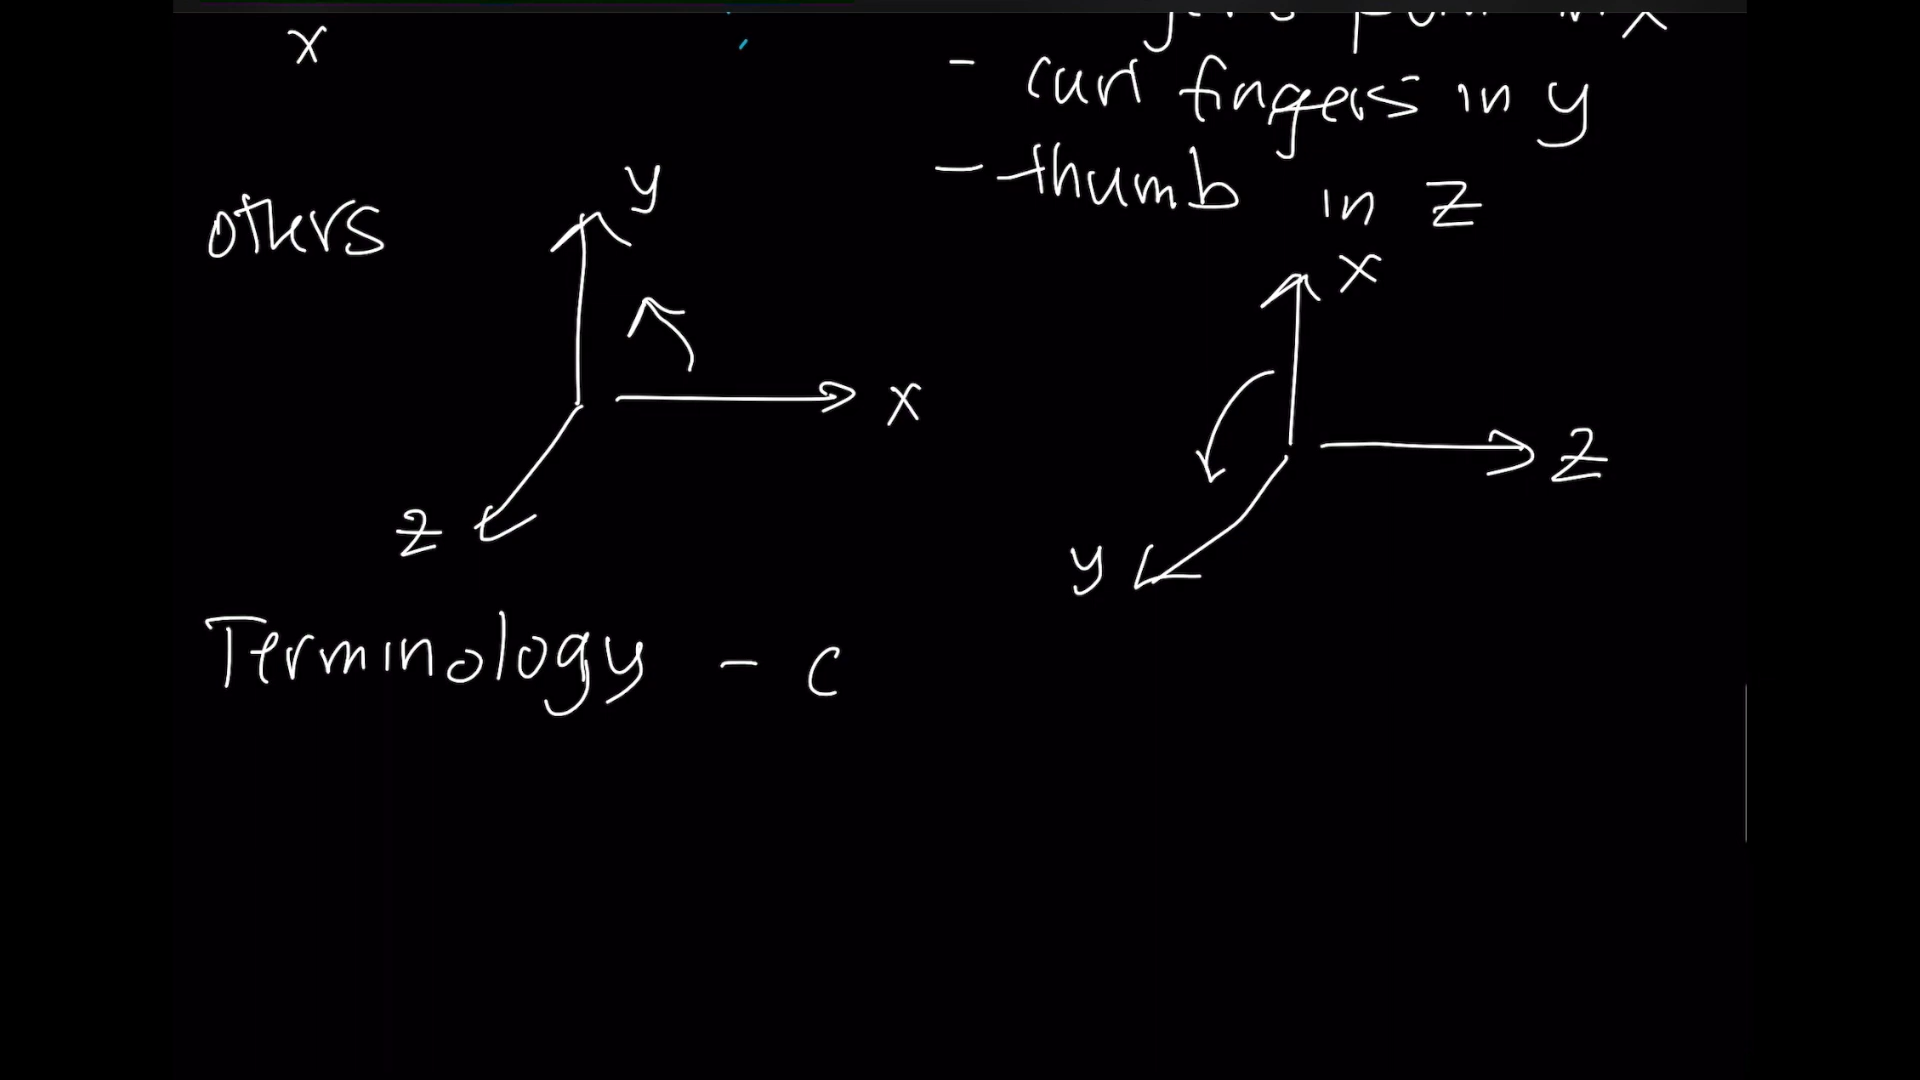 x
- curl fingers in y
- thumb in z
others
y
x
z
x
z
y
Terminology - c